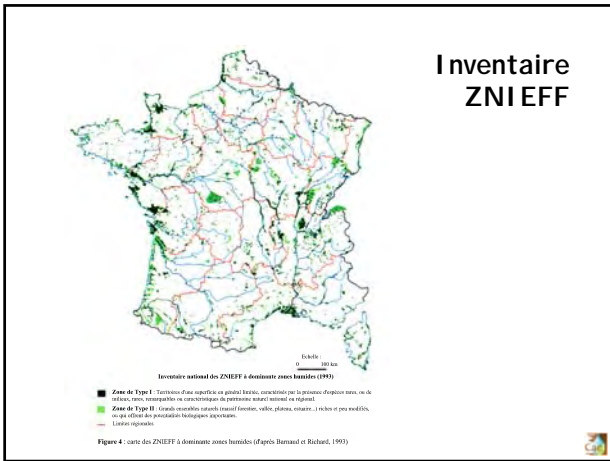 Inventaire
ZNIEFF
Echelle :
0 100 km
Inventaire national des ZNIEFF à dominante zones humides (1993)
Zone de Type I : Territoires d'une superficie en général limitée, caractérisés par la présence d'espèces rares, ou de
milieux, rares, remarquables ou caractéristiques du patrimoine naturel national ou régional.
Zone de Type II : Grands ensembles naturels (massif forestier, vallée, plateau, estuaire...) riches et peu modifiés,
ou qui offrent des potentialités biologiques importantes.
Limites régionales
Figure 4 : carte des ZNIEFF à dominante zones humides (d'après Barnaud et Richard, 1993)